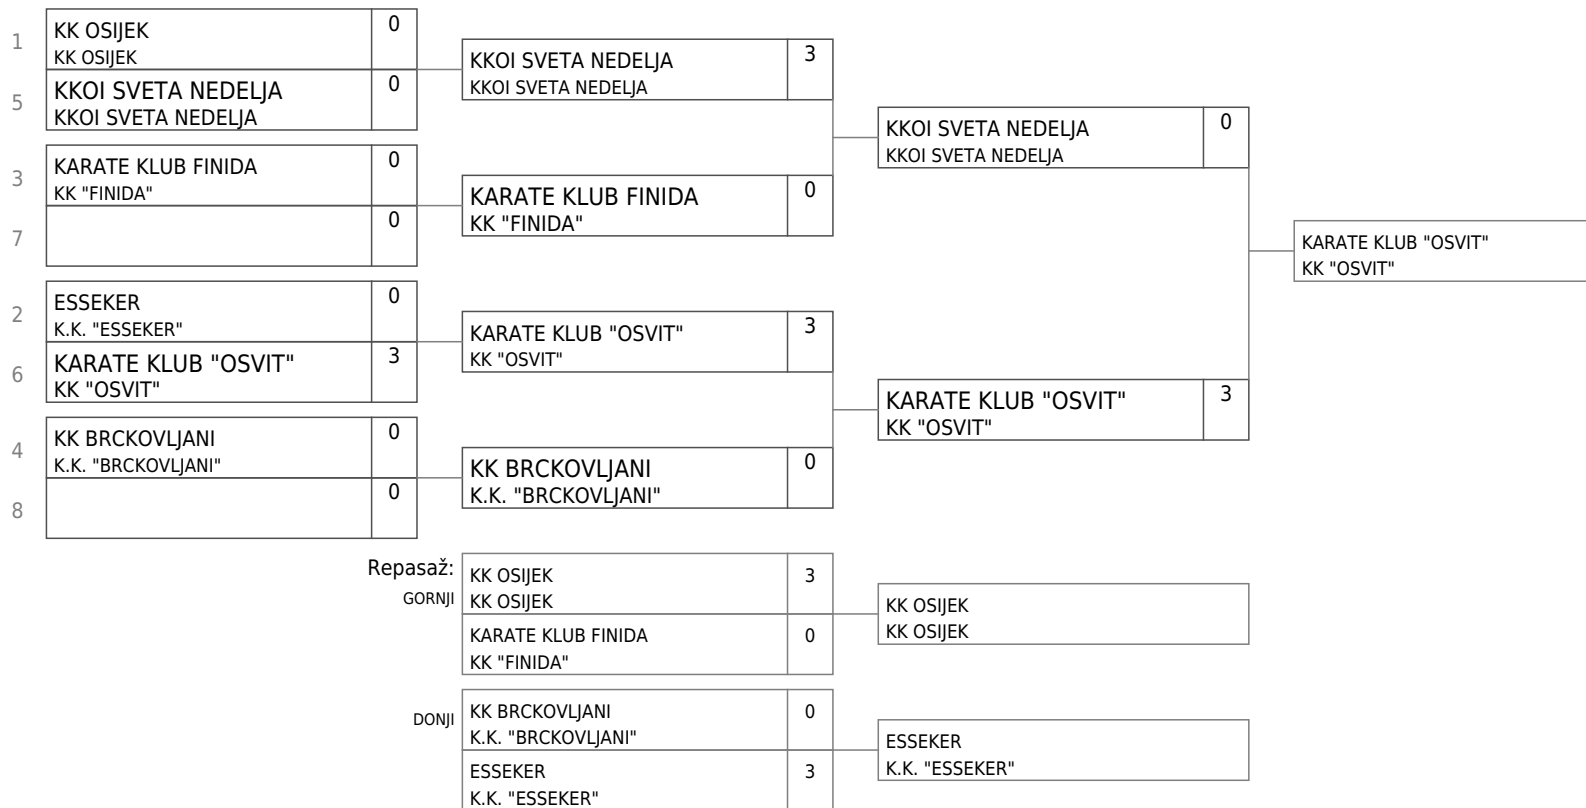 1
KK OSIJEK
KK OSIJEK
0
5
KKOI SVETA NEDELJA
KKOI SVETA NEDELJA
0
3
KARATE KLUB FINIDA
KK "FINIDA"
0
7
0
2
ESSEKER
K.K. "ESSEKER"
0
6
KARATE KLUB "OSVIT"
KK "OSVIT"
3
4
KK BRCKOVLJANI
K.K. "BRCKOVLJANI"
0
8
0
KKOI SVETA NEDELJA
KKOI SVETA NEDELJA
3
KARATE KLUB FINIDA
KK "FINIDA"
0
KARATE KLUB "OSVIT"
KK "OSVIT"
3
KK BRCKOVLJANI
K.K. "BRCKOVLJANI"
0
KKOI SVETA NEDELJA
KKOI SVETA NEDELJA
0
KARATE KLUB "OSVIT"
KK "OSVIT"
3
KARATE KLUB "OSVIT"
KK "OSVIT"
Repasaž:
GORNJI
KK OSIJEK
KK OSIJEK
3
KARATE KLUB FINIDA
KK "FINIDA"
0
KK OSIJEK
KK OSIJEK
DONJI
KK BRCKOVLJANI
K.K. "BRCKOVLJANI"
0
ESSEKER
K.K. "ESSEKER"
3
ESSEKER
K.K. "ESSEKER"